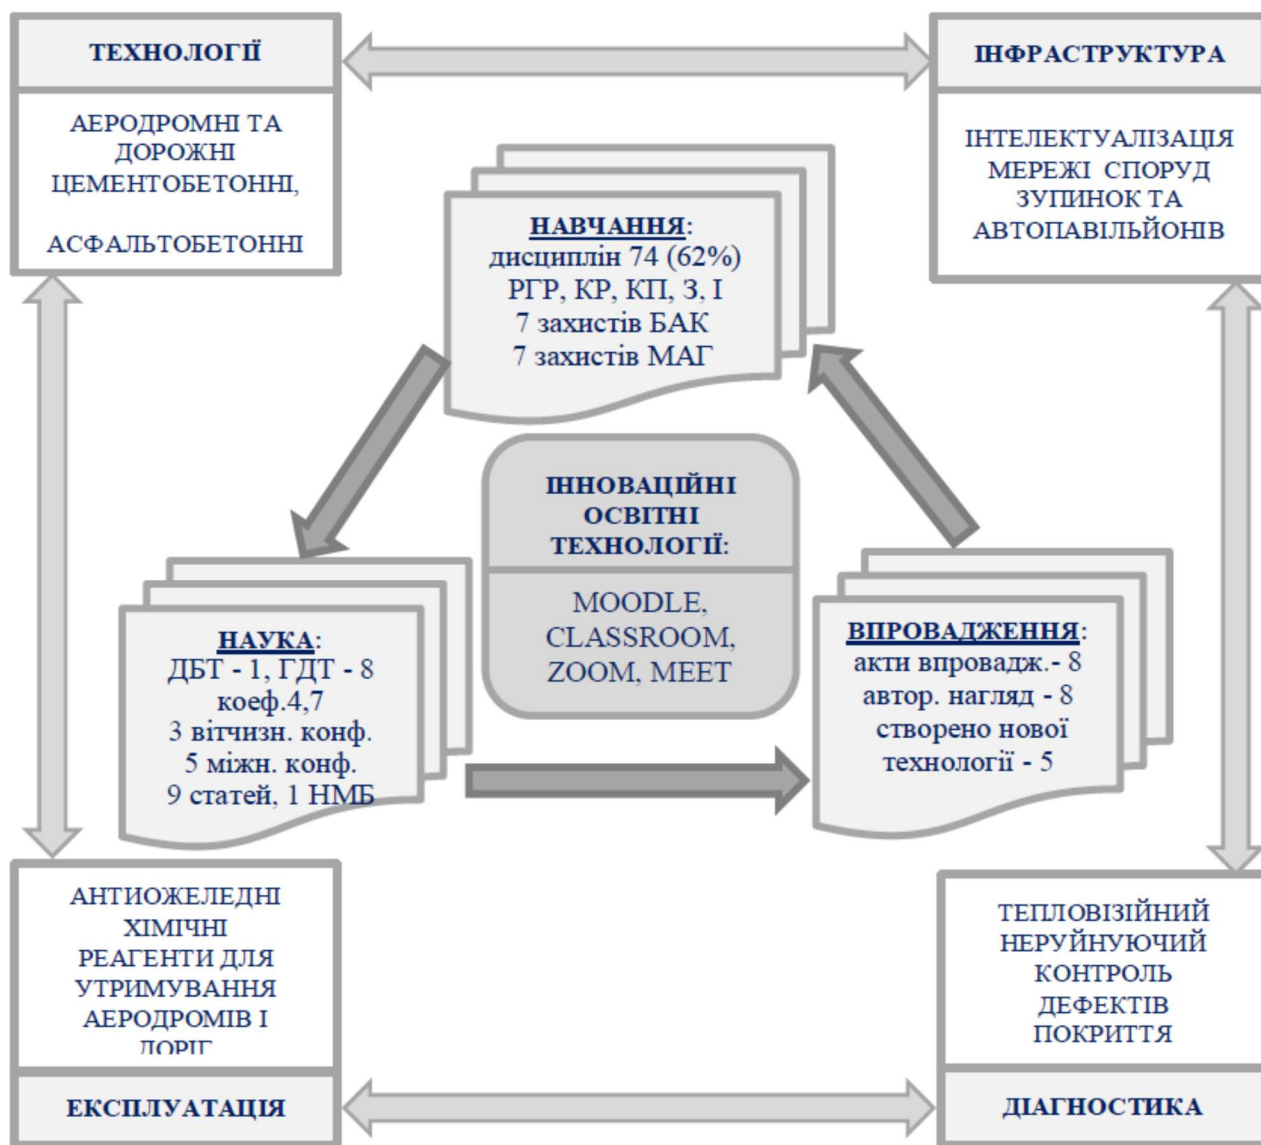 ТЕХНОЛОГІЇ
АЕРОДРОМНІ ТА
ДОРОЖНІ
ЦЕМЕНТОБЕТОННІ,
АСФАЛЬТОБЕТОННІ
ІНФРАСТРУКТУРА
ІНТЕЛЕКТУАЛІЗАЦІЯ
МЕРЕЖІ СПОРУД
ЗУПИНОК ТА
АВТОПАВІЛЬЙОНІВ
НАВЧАННЯ:
дисциплін 74 (62%)
РГР, КР, КП, З, І
7 захистів БАК
7 захистів МАГ
ІННОВАЦІЙНІ
ОСВІТНІ
ТЕХНОЛОГІЇ:
MOODLE,
CLASSROOM,
ZOOM, MEET
НАУКА:
ДБТ - 1, ГДТ - 8
коеф.4,7
3 вітчизн. конф.
5 міжн. конф.
9 статей, 1 НМБ
ВПРОВАДЖЕННЯ:
акти впровадж.- 8
автор. нагляд - 8
створено нової
технології - 5
АНТИОЖЕЛЕДНІ
ХІМІЧНІ
РЕАГЕНТИ ДЛЯ
УТРИМУВАННЯ
АЕРОДРОМІВ І
ДОРІГ
ЕКСПЛУАТАЦІЯ
ТЕПЛОВІЗІЙНИЙ
НЕРУЙНУЮЧИЙ
КОНТРОЛЬ
ДЕФЕКТІВ
ПОКРИТТЯ
ДІАГНОСТИКА